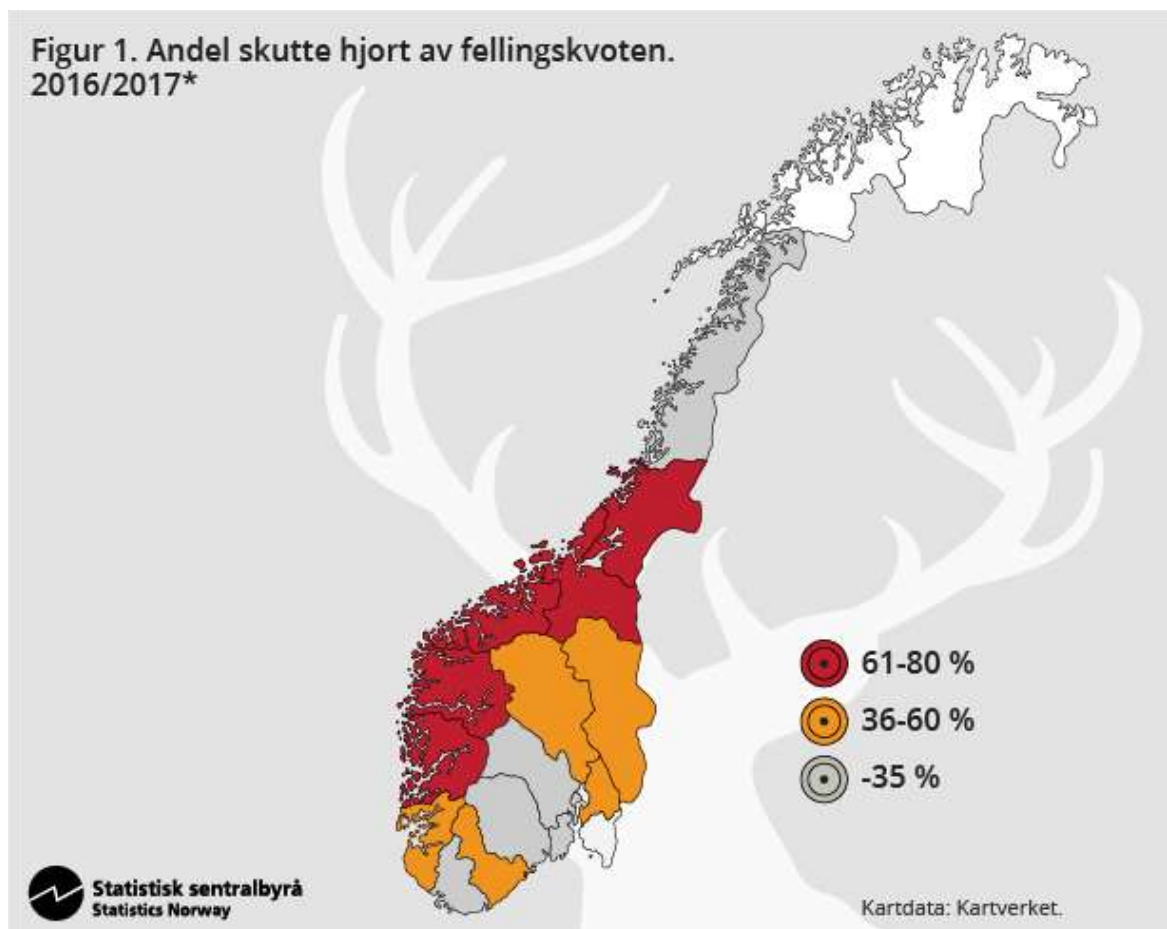 Figur 1. Andel skutte hjort av fellingskvoten.
2016/2017*
61-80 %
36-60 %
-35 %
Statistisk sentralbyrå
Statistics Norway
Kartdata: Kartverket.